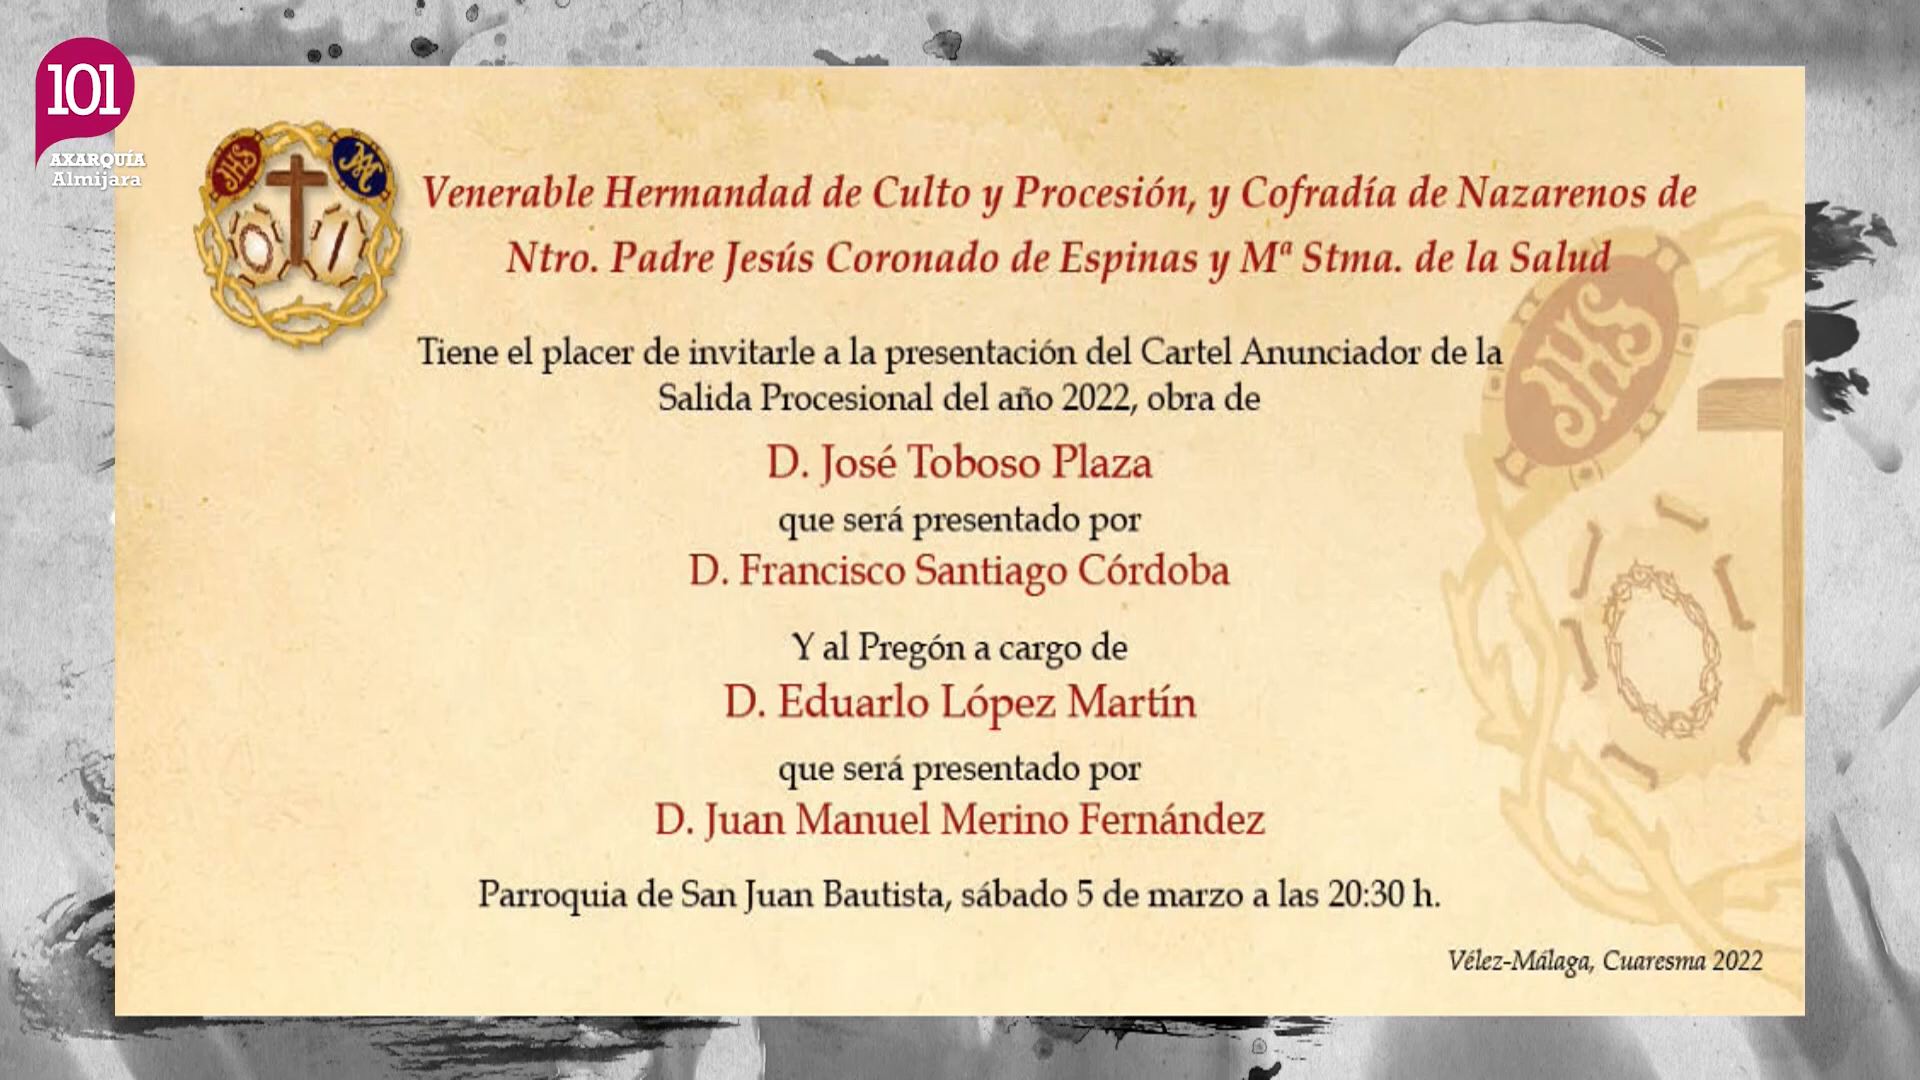 101
AXARQUÍA
Almijara
JHS
Venerable Hermandad de Culto y Procesión, y Cofradía de Nazarenos de
Ntro. Padre Jesús Coronado de Espinas y Mª Stma. de la Salud
JHS
Tiene el placer de invitarle a la presentación del Cartel Anunciador de la
Salida Procesional del año 2022, obra de
D. José Toboso Plaza
que será presentado por
D. Francisco Santiago Córdoba
Y al Pregón a cargo de
D. Eduarlo López Martín
que será presentado por
D. Juan Manuel Merino Fernández
Parroquia de San Juan Bautista, sábado 5 de marzo a las 20:30 h.
Vélez-Málaga, Cuaresma 2022